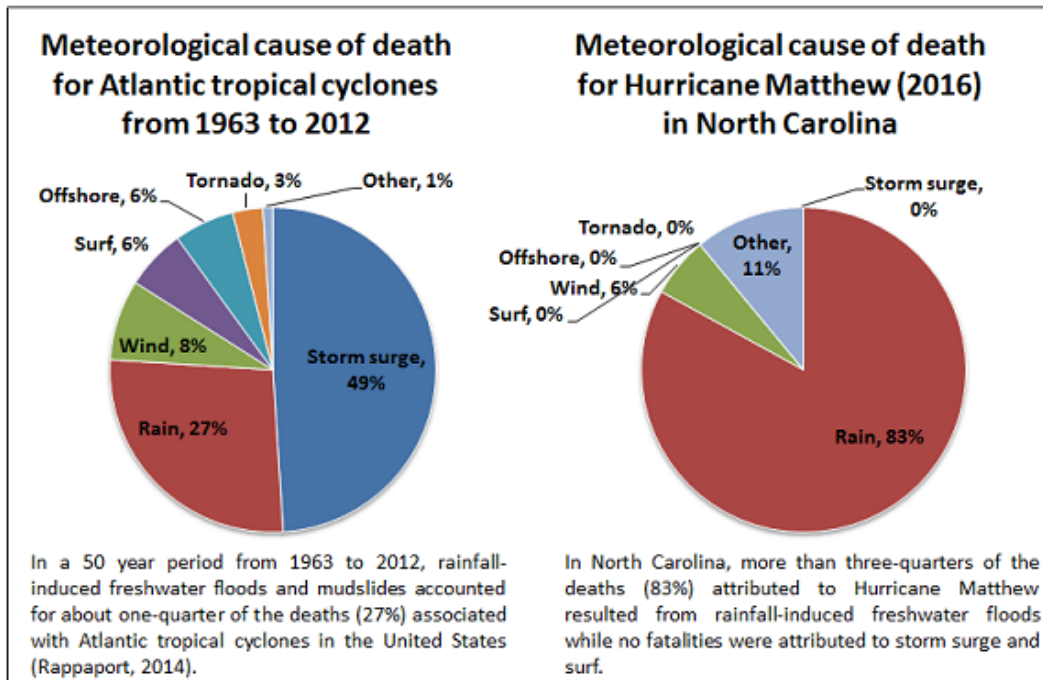 Meteorological cause of death
for Atlantic tropical cyclones
from 1963 to 2012
Tornado, 3%
Other, 1%
Offshore, 6%
Surf, 6%
Wind, 8%
Storm surge,
49%
Rain, 27%
In a 50 year period from 1963 to 2012, rainfall-
induced freshwater floods and mudslides accounted
for about one-quarter of the deaths (27%) associated
with Atlantic tropical cyclones in the United States
(Rappaport, 2014).
Meteorological cause of death
for Hurricane Matthew (2016)
in North Carolina
Storm surge,
0%
Tornado, 0%
Other,
11%
Offshore, 0%
Wind, 6%
Surf, 0%
Rain, 83%
In North Carolina, more than three-quarters of the
deaths (83%) attributed to Hurricane Matthew
resulted from rainfall-induced freshwater floods
while no fatalities were attributed to storm surge and
surf.